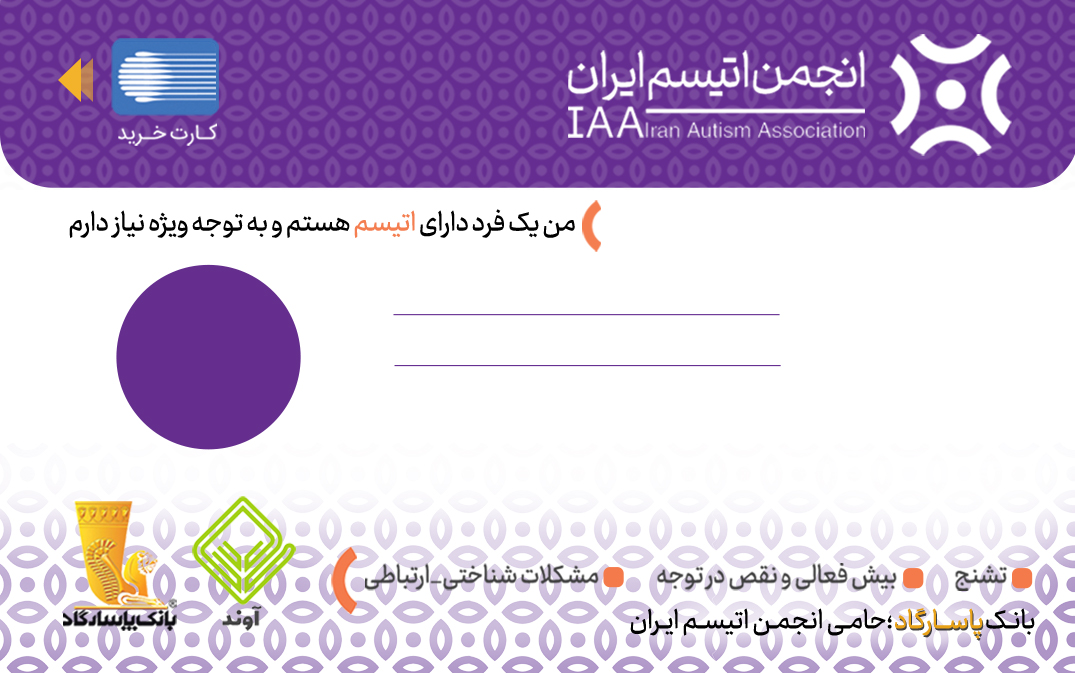 انجمن اتیسم ایران
IAA Iran Autism Association
کارت خرید
من یک فرد دارای اتیسم هستم و به توجه ویژه نیاز دارم
تشنج
بیش فعالی و نقص در توجه
مشکلات شناختی_ارتباطی
بانک پاسارگاد؛ حامی انجمن اتیسم ایران
آوند
بانک پاسارگاد®